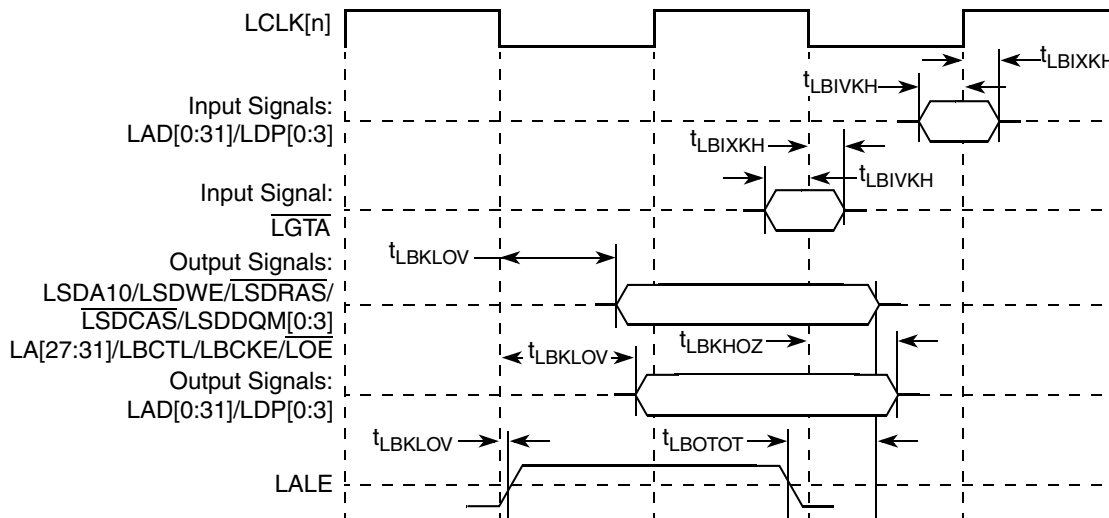 LCLK[n]
tLBIXKH
tLBIVKH
Input Signals:
LAD[0:31]/LDP[0:3]
tLBIXKH
tLBIVKH
Input Signal:
LGTA
tLBKLOV
Output Signals:
LSDA10/LSDWE/LSDRAS/
LSDCAS/LSDDQM[0:3]
LA[27:31]/LBCTL/LBCKE/LOE
tLBKLOV
tLBKHOZ
Output Signals:
LAD[0:31]/LDP[0:3]
tLBKLOV
tLBOTOT
LALE